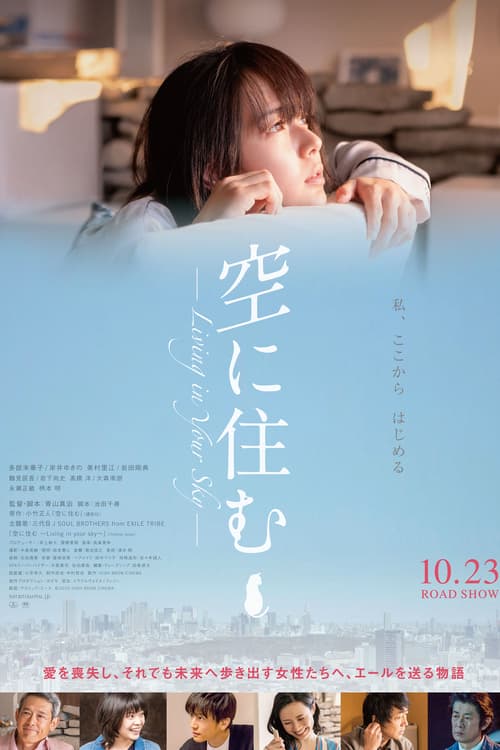 空に住む
—Living in Your Sky—
私、ここから はじめる
多部未華子／岸井ゆきの 美村里江／岩田剛典
鶴見辰吾／岩下尚史 髙橋 洋／大森南朋
永瀬正敏 柄本 明
監督・脚本：青山真治 脚本：池田千尋
原作：小竹正人『空に住む』（講談社）
主題歌：三代目 J SOUL BROTHERS from EXILE TRIBE
「空に住む 〜Living in your sky〜」
soranisumu.jp
10.23
ROAD SHOW
愛を喪失し、それでも未来へ歩き出す女性たちへ、エールを送る物語